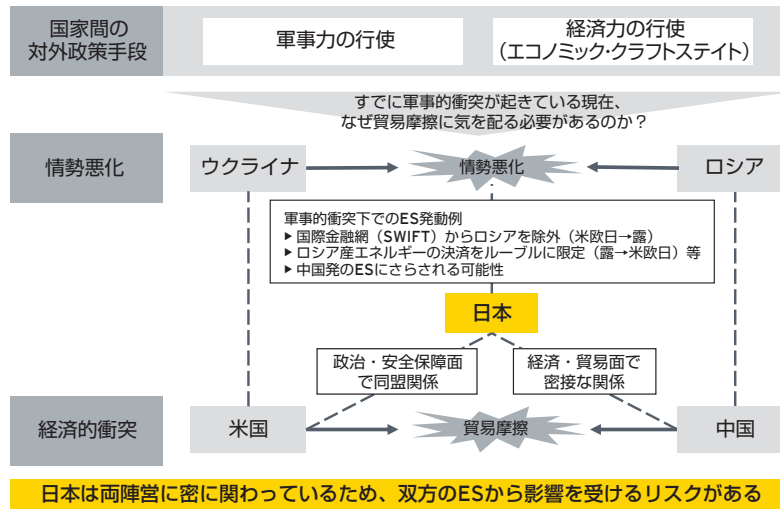 国家間の
対外政策手段
軍事力の行使
経済力の行使
（エコノミック・クラフトステイト）
すでに軍事的衝突が起きている現在、
なぜ貿易摩擦に気を配る必要があるのか？
情勢悪化
ウクライナ
情勢悪化
ロシア
軍事的衝突下でのES発動例
▶ 国際金融網（SWIFT）からロシアを除外（米欧日→露）
▶ ロシア産エネルギーの決済をルーブルに限定（露→米欧日）等
▶ 中国発のESにさらされる可能性
日本
政治・安全保障面
で同盟関係
経済・貿易面で
密接な関係
経済的衝突
米国
貿易摩擦
中国
日本は両陣営に密に関わっているため、双方のESから影響を受けるリスクがある